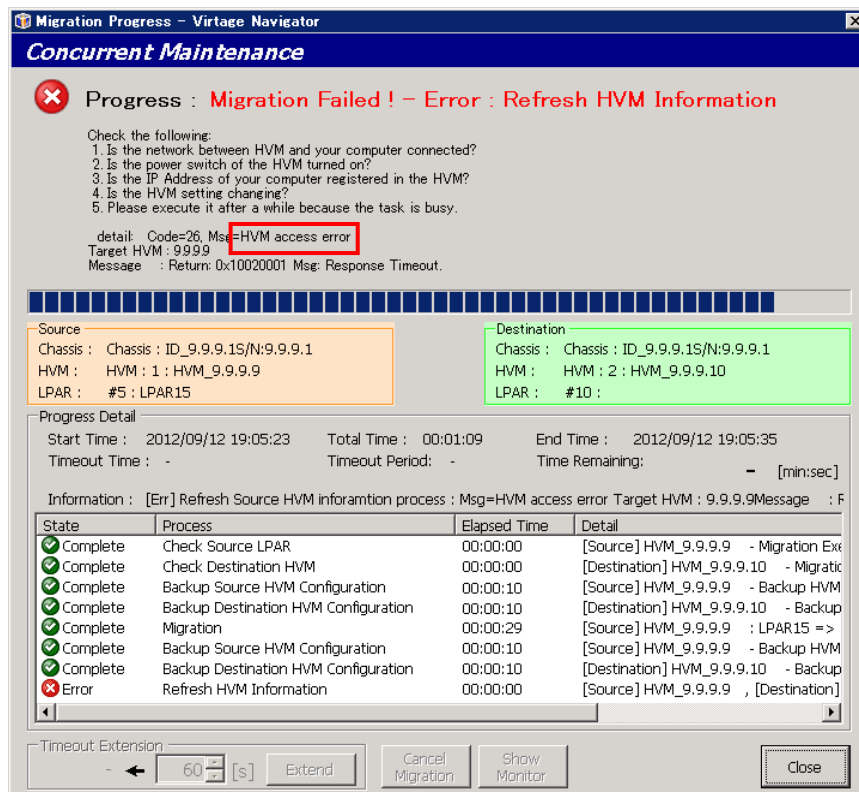 Migration Progress - Virtage Navigator
Concurrent Maintenance
Progress : Migration Failed ! - Error : Refresh HVM Information
Check the following:
1. Is the network between HVM and your computer connected?
2. Is the power switch of the HVM turned on?
3. Is the IP Address of your computer registered in the HVM?
4. Is the HVM setting changing?
5. Please execute it after a while because the task is busy.
detail: Code=26, Msg=HVM access error
Target HVM : 9.9.9.9
Message : Return: 0x10020001 Msg: Response Timeout.
Source
Chassis : Chassis : ID_9.9.9.1S/N:9.9.9.1
HVM : HVM : 1 : HVM_9.9.9.9
LPAR : #5 : LPAR15
Destination
Chassis : Chassis : ID_9.9.9.1S/N:9.9.9.1
HVM : HVM : 2 : HVM_9.9.9.10
LPAR : #10 :
Progress Detail
Start Time : 2012/09/12 19:05:23 Total Time : 00:01:09 End Time : 2012/09/12 19:05:35
Timeout Time : - Timeout Period: - Time Remaining: - [min:sec]
Information : [Err] Refresh Source HVM inforamtion process : Msg=HVM access error Target HVM : 9.9.9.9Message : F
State Process Elapsed Time Detail
Complete Check Source LPAR 00:00:00 [Source] HVM_9.9.9.9 - Migration Exe
Complete Check Destination HVM 00:00:00 [Destination] HVM_9.9.9.10 - Migratic
Complete Backup Source HVM Configuration 00:00:10 [Source] HVM_9.9.9.9 - Backup HVM
Complete Backup Destination HVM Configuration 00:00:10 [Destination] HVM_9.9.9.10 - Backup
Complete Migration 00:00:29 [Source] HVM_9.9.9.9 : LPAR15 =>
Complete Backup Source HVM Configuration 00:00:10 [Source] HVM_9.9.9.9 - Backup HVM
Complete Backup Destination HVM Configuration 00:00:10 [Destination] HVM_9.9.9.10 - Backup
Error Refresh HVM Information 00:00:00 [Source] HVM_9.9.9.9 , [Destination]
Timeout Extension
- 60 [s] Extend
Cancel Migration
Show Monitor
Close